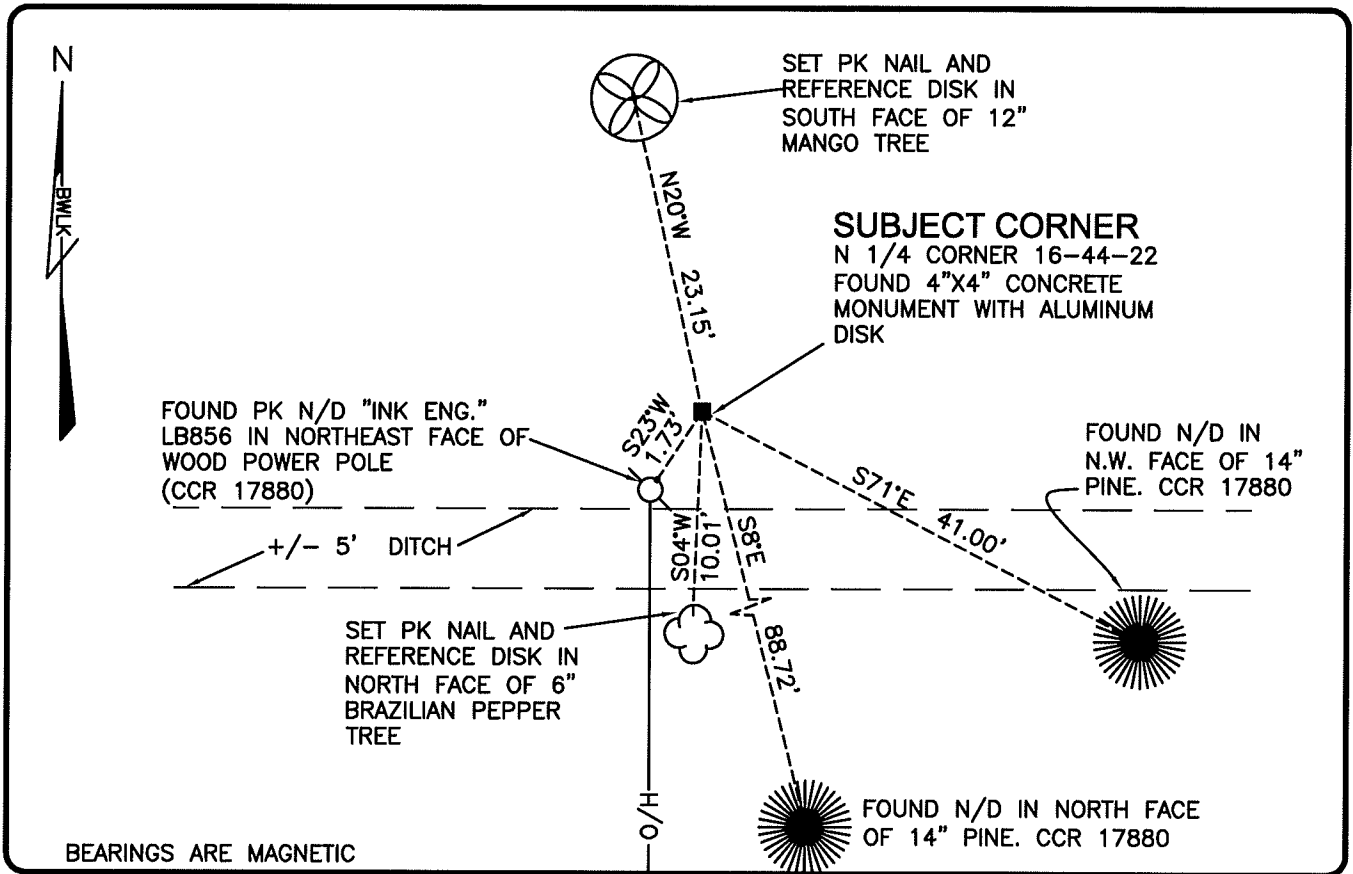 N
BWLK
SET PK NAIL AND
REFERENCE DISK IN
SOUTH FACE OF 12"
MANGO TREE
N20°W 23.15'
SUBJECT CORNER
N 1/4 CORNER 16-44-22
FOUND 4"X4" CONCRETE
MONUMENT WITH ALUMINUM
DISK
FOUND PK N/D "INK ENG."
LB856 IN NORTHEAST FACE OF
WOOD POWER POLE
(CCR 17880)
S23°W
1.73'
FOUND N/D IN
N.W. FACE OF 14"
PINE. CCR 17880
S71°E 41.00'
+/- 5' DITCH
S04°W
10.01'
S8°E 88.72'
SET PK NAIL AND
REFERENCE DISK IN
NORTH FACE OF 6"
BRAZILIAN PEPPER
TREE
O/H
FOUND N/D IN NORTH FACE
OF 14" PINE. CCR 17880
BEARINGS ARE MAGNETIC